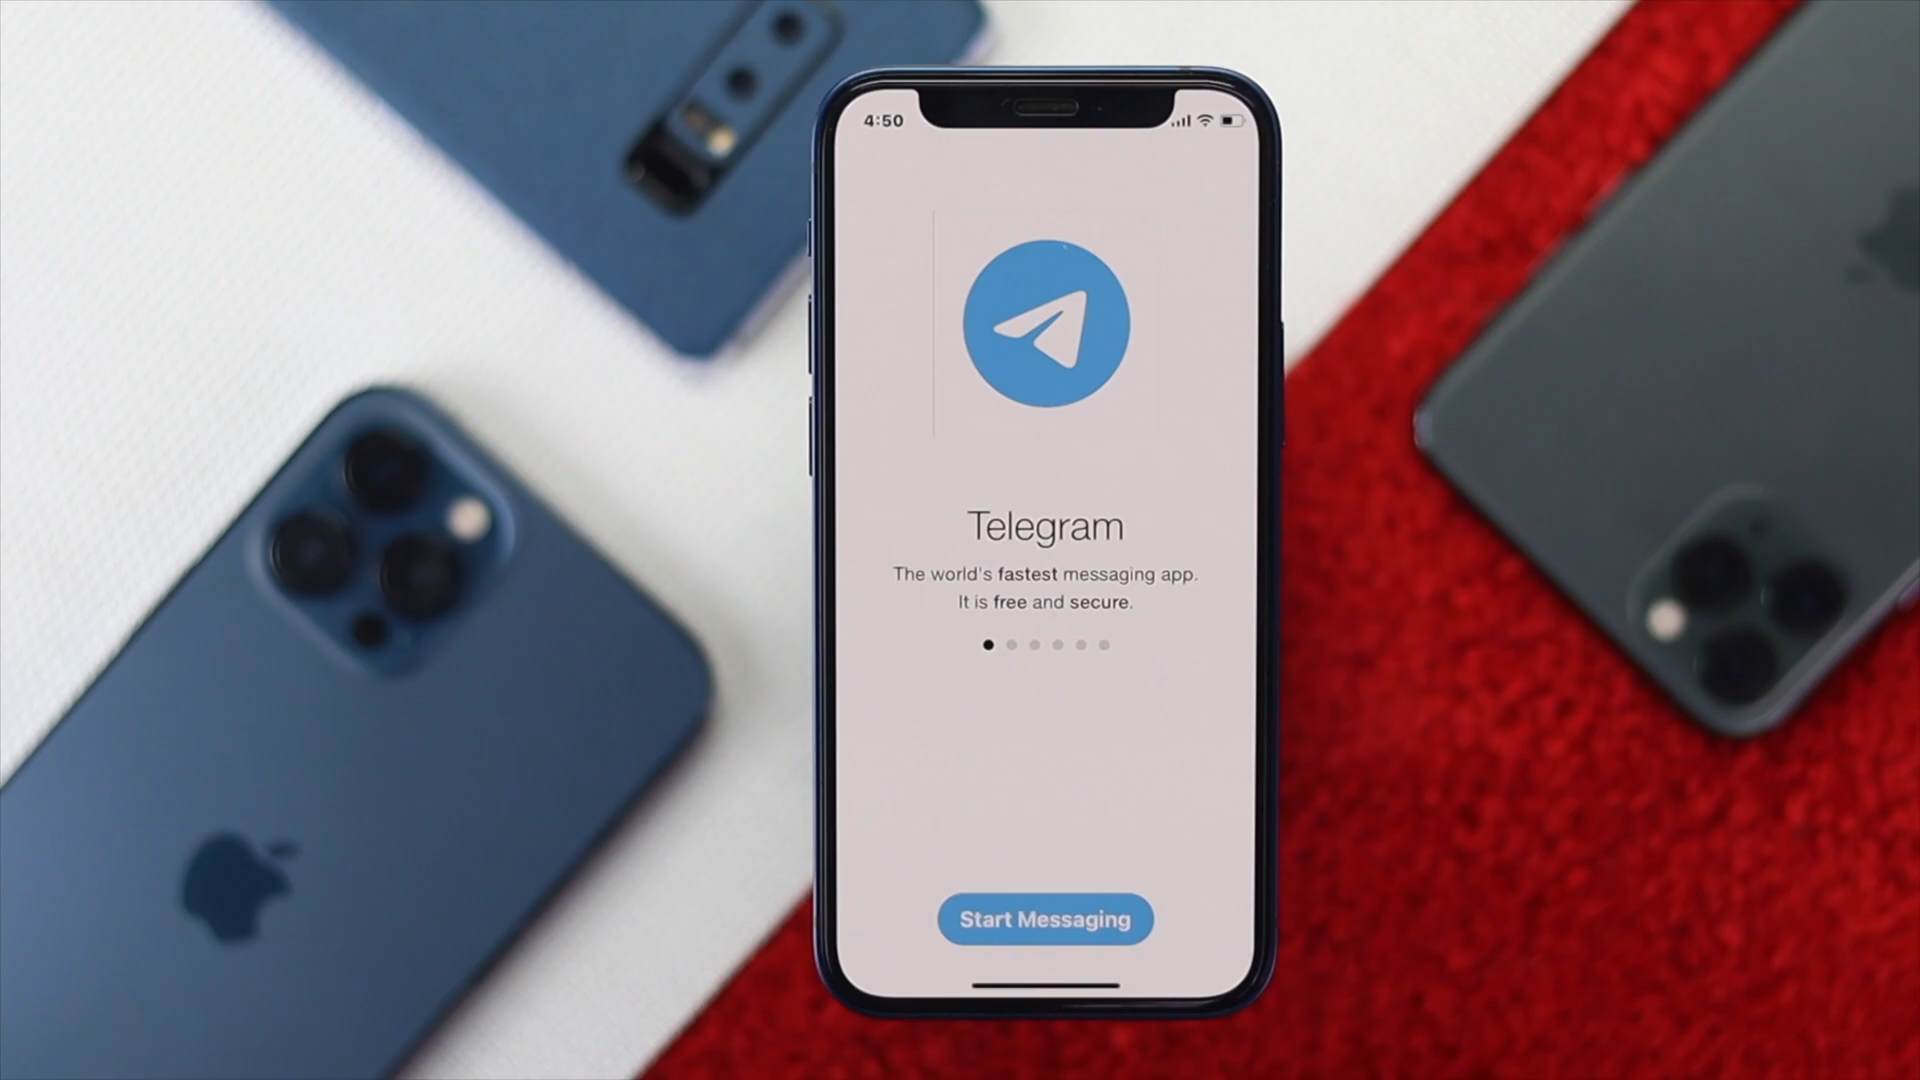 4:50
Telegram
The world's fastest messaging app.
It is free and secure.
Start Messaging